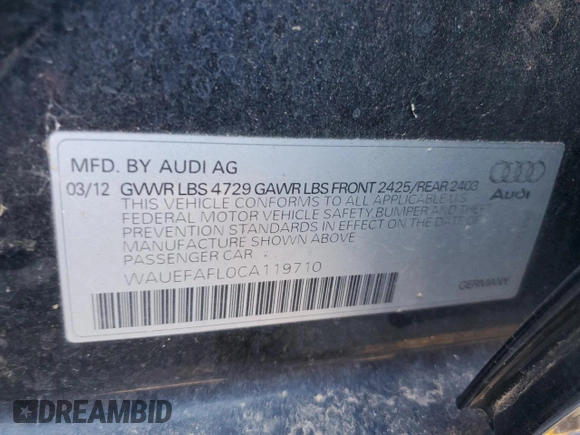 MFD. BY AUDI AG
03/12 GVWR LBS 4729 GAWR LBS FRONT 2425/REAR 2403
THIS VEHICLE CONFORMS TO ALL APPLICABLE U.S.
FEDERAL MOTOR VEHICLE SAFETY, BUMPER AND THEFT
PREVENTION STANDARDS IN EFFECT ON THE DATE OF
MANUFACTURE SHOWN ABOVE
PASSENGER CAR
WAUEFAFL0CA119710
Audi
GERMANY
DREAMBID